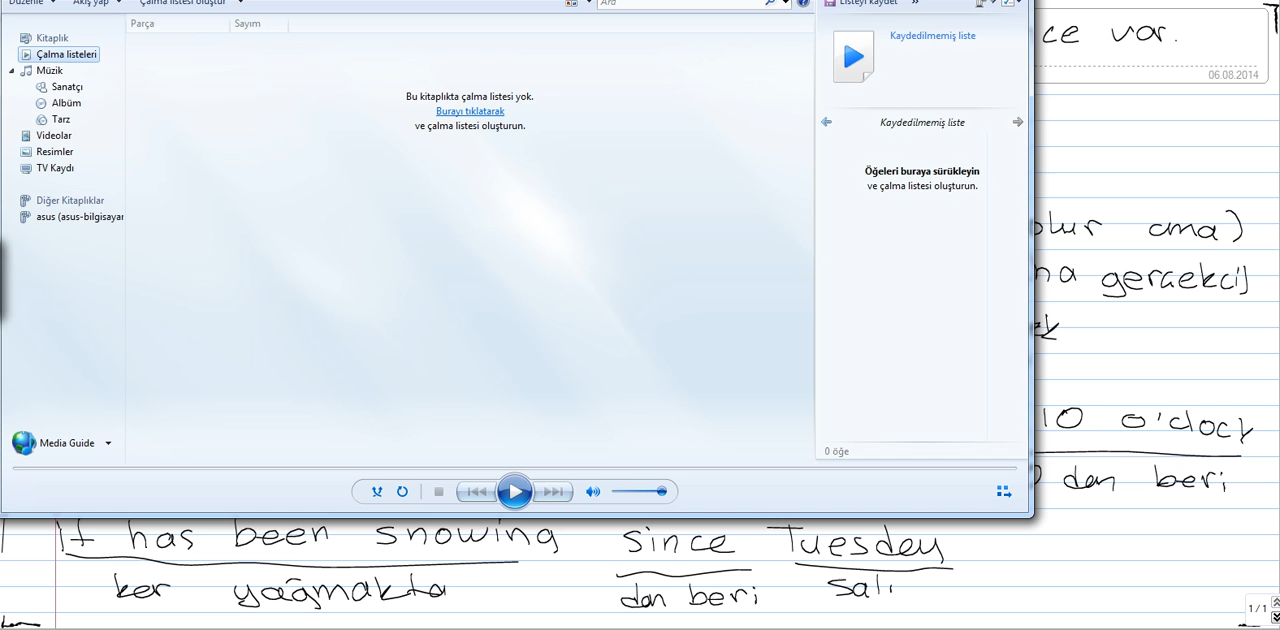 Düzenle Akış yap Çalma listesi oluştur Ara Listeyi kaydet »
Parça Sayım
Kitaplık
Çalma listeleri
Müzik
Sanatçı
Albüm
Tarz
Videolar
Resimler
TV Kaydı
Diğer Kitaplıklar
asus (asus-bilgisayar
Bu kitaplıkta çalma listesi yok.
Burayı tıklatarak
ve çalma listesi oluşturun.
Kaydedilmemiş liste
Kaydedilmemiş liste
Öğeleri buraya sürükleyin
ve çalma listesi oluşturun.
0 öğe
Media Guide
ce var.
06.08.2014
olur ama)
gercekci)
10 o'clock
dan beri
It has been snowing since Tuesday
kar yağmakta dan beri salı
1/1